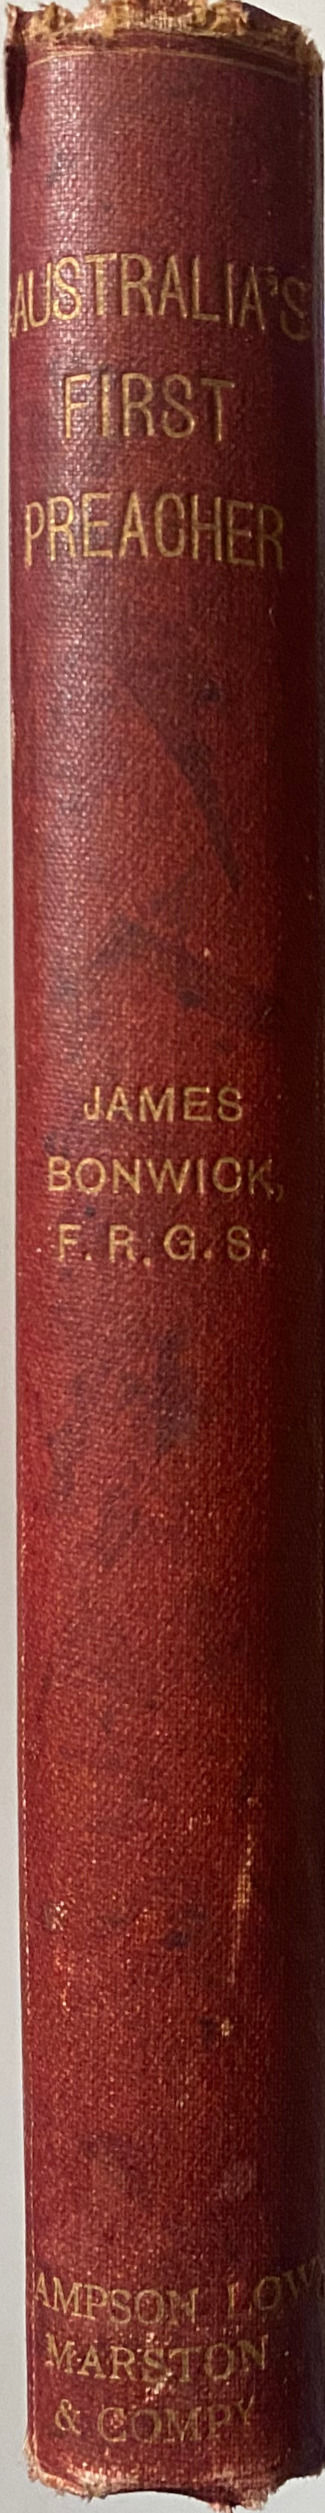 AUSTRALIA'S
FIRST
PREACHER
JAMES
BONWICK,
F.R.G.S.
AMPSON LOW
MARSTON
& COMPY